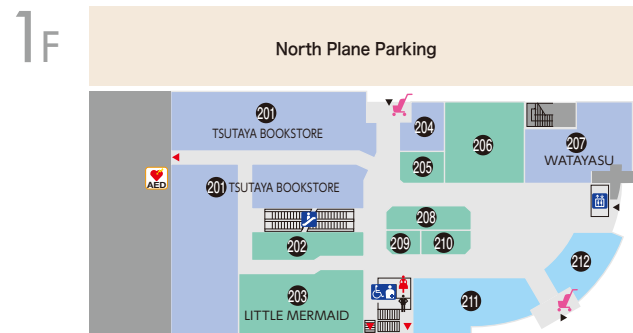 1F
North Plane Parking
201
TSUTAYA BOOKSTORE
204
206
207
WATAYASU
205
AED
201 TSUTAYA BOOKSTORE
208
202
209
210
212
203
LITTLE MERMAID
211